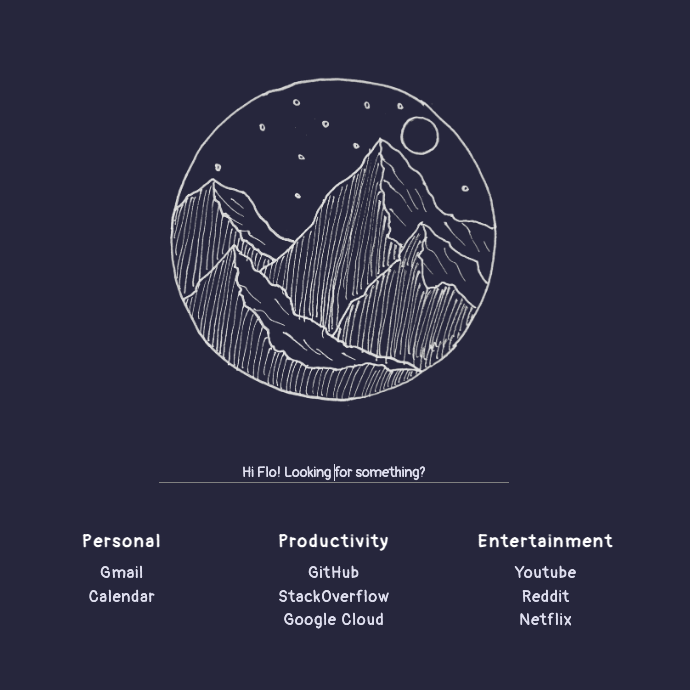 Hi Flo! Looking for something?
Personal
Gmail
Calendar
Productivity
GitHub
StackOverflow
Google Cloud
Entertainment
Youtube
Reddit
Netflix